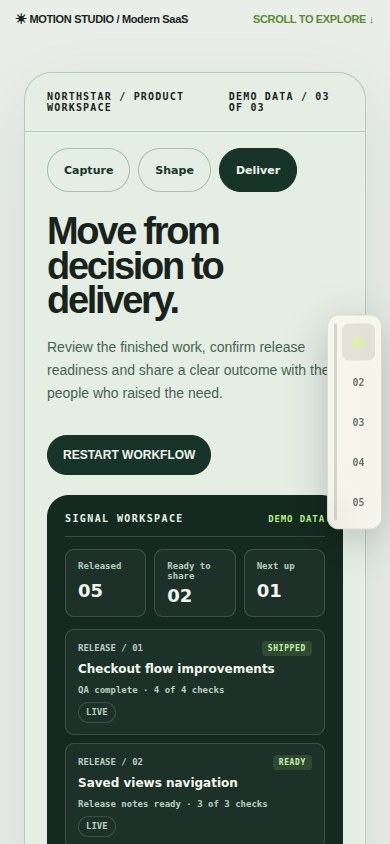 ☀ MOTION STUDIO / Modern SaaS
SCROLL TO EXPLORE ↓
NORTHSTAR / PRODUCT WORKSPACE
DEMO DATA / 03 OF 03
Capture
Shape
Deliver
Move from
decision to
delivery.
Review the finished work, confirm release
readiness and share a clear outcome with the
people who raised the need.
RESTART WORKFLOW
01
02
03
04
05
SIGNAL WORKSPACE
DEMO DATA
Released
05
Ready to share
02
Next up
01
RELEASE / 01
SHIPPED
Checkout flow improvements
QA complete · 4 of 4 checks
LIVE
RELEASE / 02
READY
Saved views navigation
Release notes ready · 3 of 3 checks
LIVE